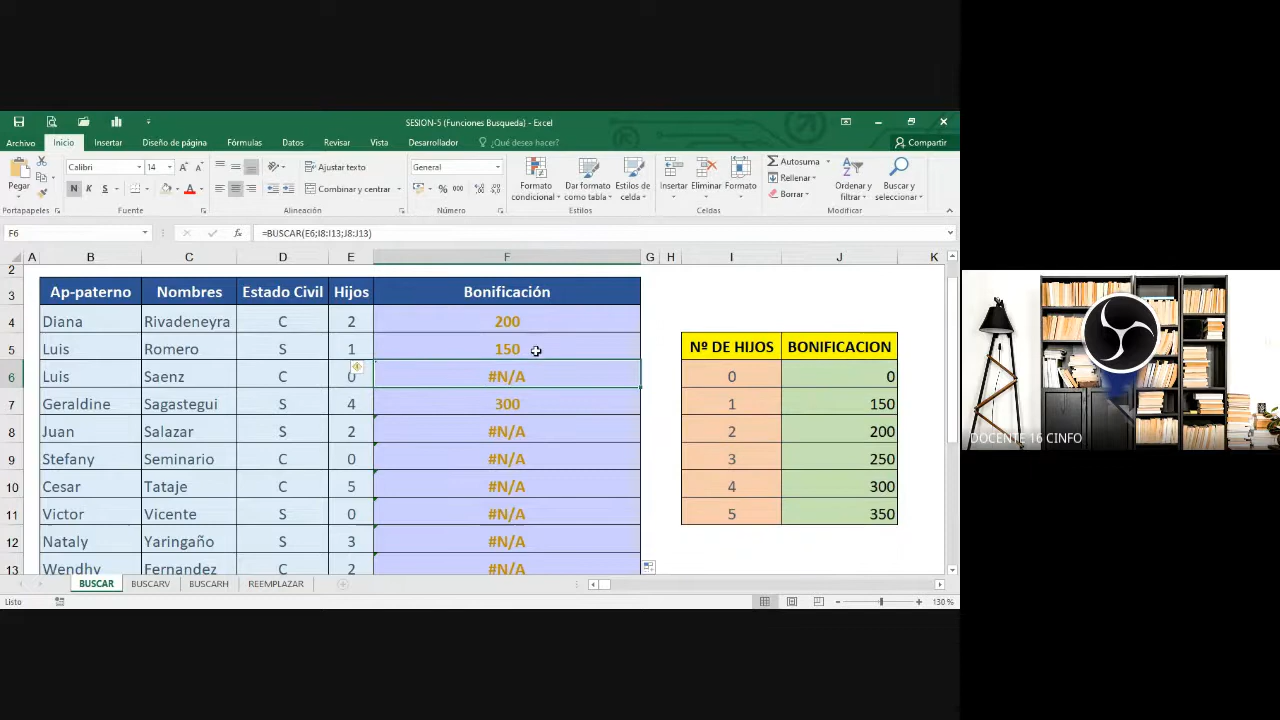 SESION-5 (Funciones Busqueda) - Excel
Archivo Inicio Insertar Diseño de página Fórmulas Datos Revisar Vista Desarrollador ¿Qué desea hacer? Compartir
Pegar
Calibri 14
N K S
Ajustar texto
Combinar y centrar
General
% 000
Formato condicional
Dar formato como tabla
Estilos de celda
Insertar
Eliminar
Formato
Autosuma
Rellenar
Borrar
Ordenar y filtrar
Buscar y seleccionar
Portapapeles Fuente Alineación Número Estilos Celdas Modificar
F6 fx =BUSCAR(E6;I8:I13;J8:J13)
A B C D E F G H I J K
2
3 Ap-paterno Nombres Estado Civil Hijos Bonificación
4 Diana Rivadeneyra C 2 200
5 Luis Romero S 1 150 Nº DE HIJOS BONIFICACION
6 Luis Saenz C 0 #N/A 0 0
7 Geraldine Sagastegui S 4 300 1 150
8 Juan Salazar S 2 #N/A 2 200
9 Stefany Seminario C 0 #N/A 3 250
10 Cesar Tataje C 5 #N/A 4 300
11 Victor Vicente S 0 #N/A 5 350
12 Nataly Yaringaño S 3 #N/A
13 Wendhy Fernandez C 2 #N/A
BUSCAR BUSCARV BUSCARH REEMPLAZAR
Listo 130 %
DOCENTE 16 CINFO